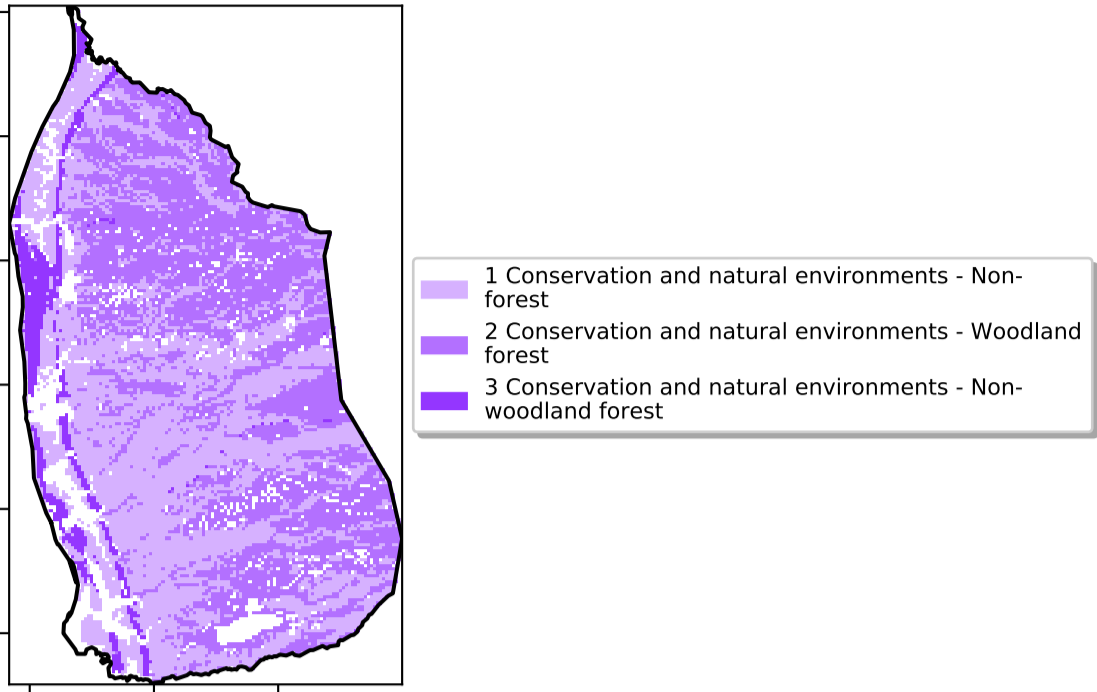 1 Conservation and natural environments - Non-
forest
2 Conservation and natural environments - Woodland
forest
3 Conservation and natural environments - Non-
woodland forest